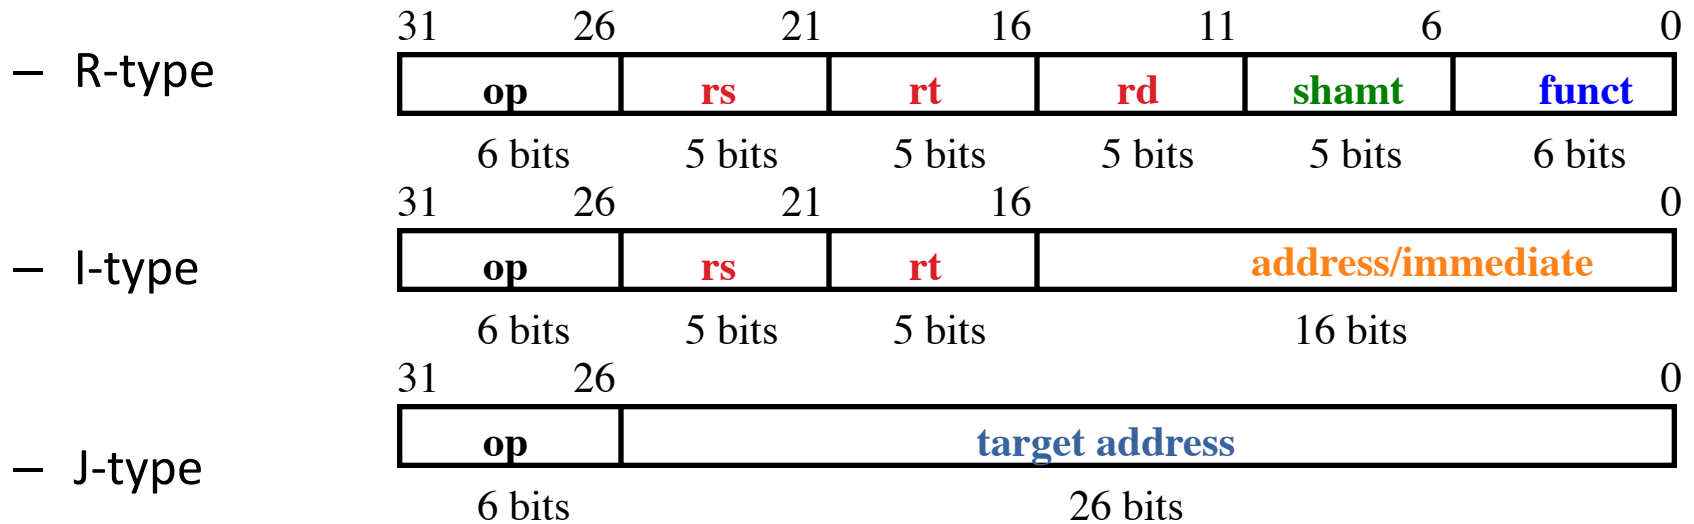 31 26 21 16 11 6 0
– R-type op rs rt rd shamt funct
6 bits 5 bits 5 bits 5 bits 5 bits 6 bits
31 26 21 16 0
– I-type op rs rt address/immediate
6 bits 5 bits 5 bits 16 bits
31 26 0
– J-type op target address
6 bits 26 bits